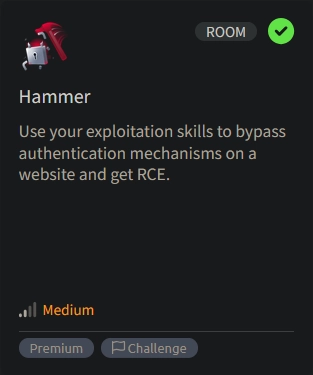 ROOM
Hammer
Use your exploitation skills to bypass
authentication mechanisms on a
website and get RCE.
Medium
Premium
Challenge